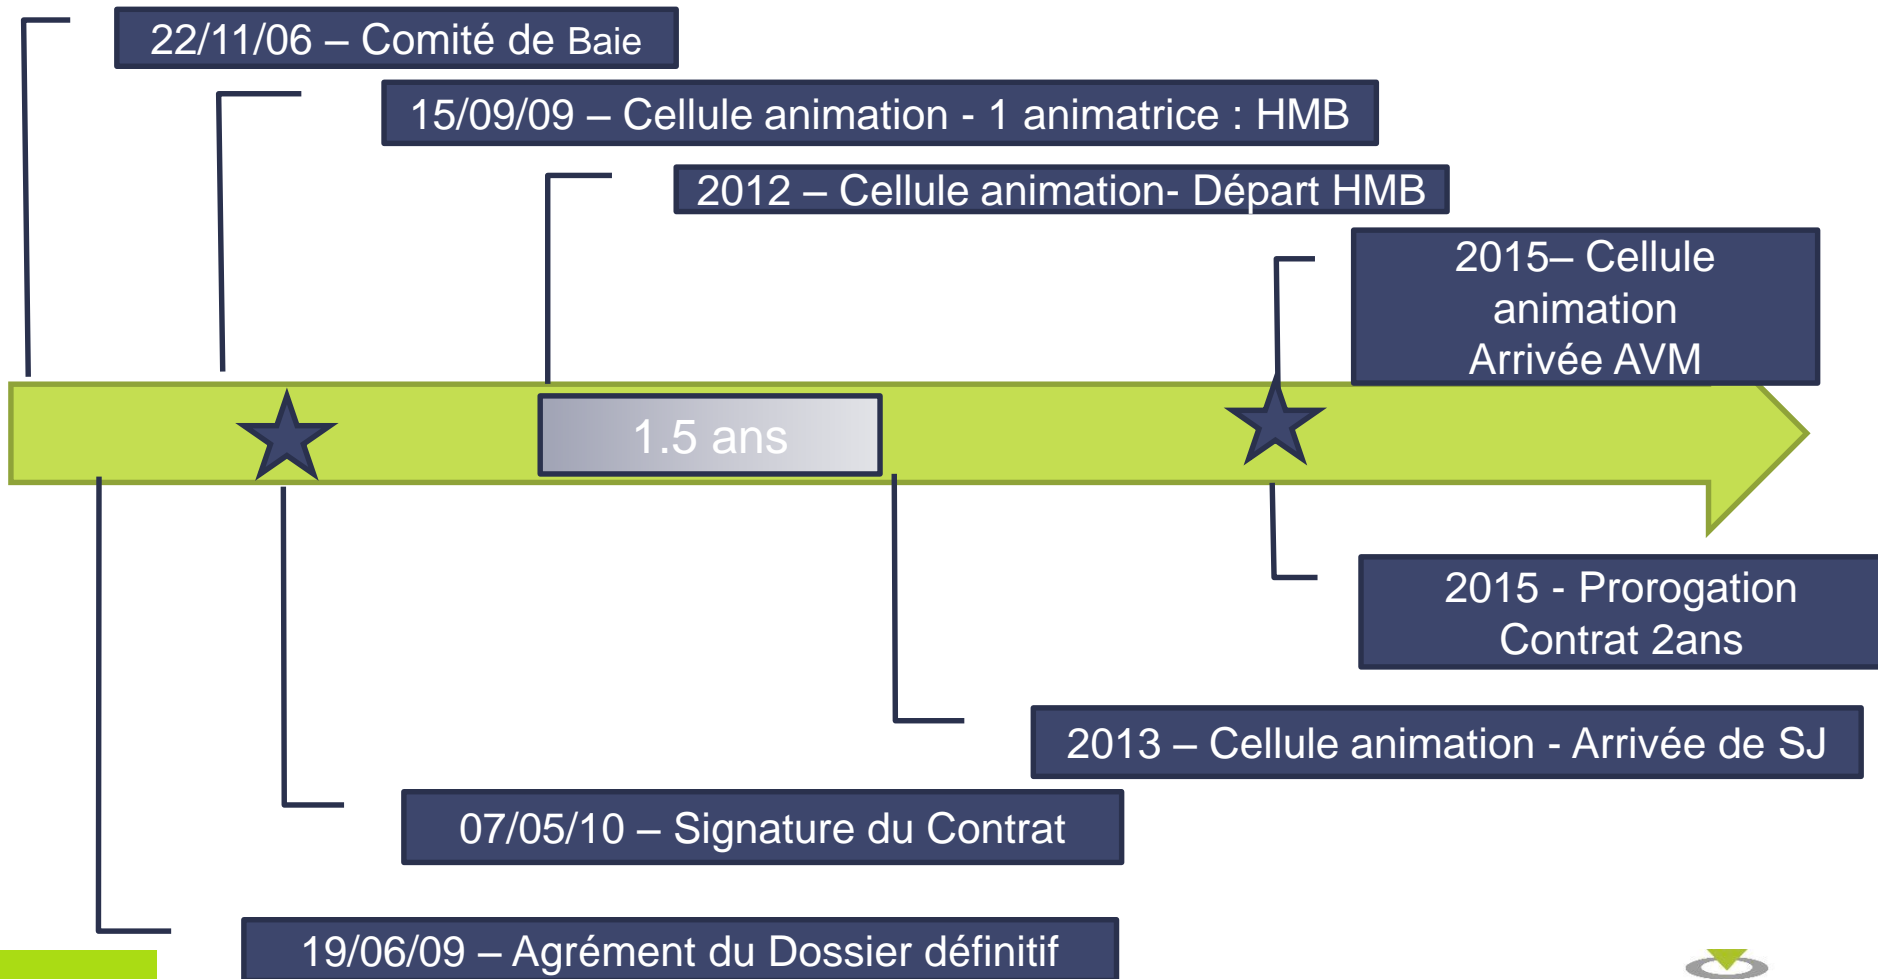 22/11/06 – Comité de Baie
15/09/09 – Cellule animation - 1 animatrice : HMB
2012 – Cellule animation- Départ HMB
2015– Cellule
animation
Arrivée AVM
1.5 ans
2015 - Prorogation
Contrat 2ans
2013 – Cellule animation - Arrivée de SJ
07/05/10 – Signature du Contrat
19/06/09 – Agrément du Dossier définitif